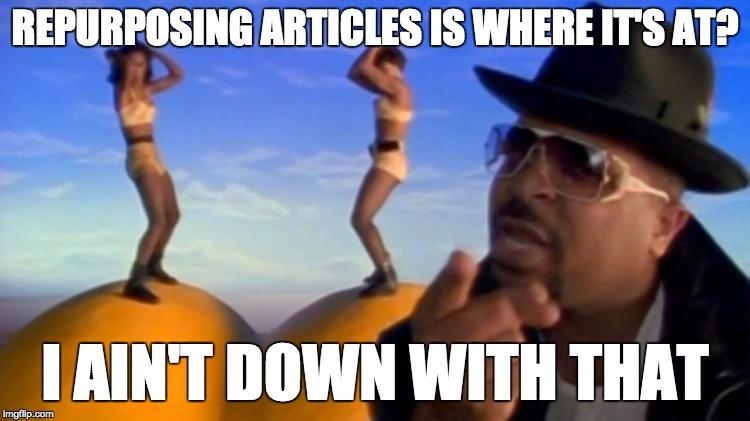 REPURPOSING ARTICLES IS WHERE IT'S AT?
I AIN'T DOWN WITH THAT
imgflip.com